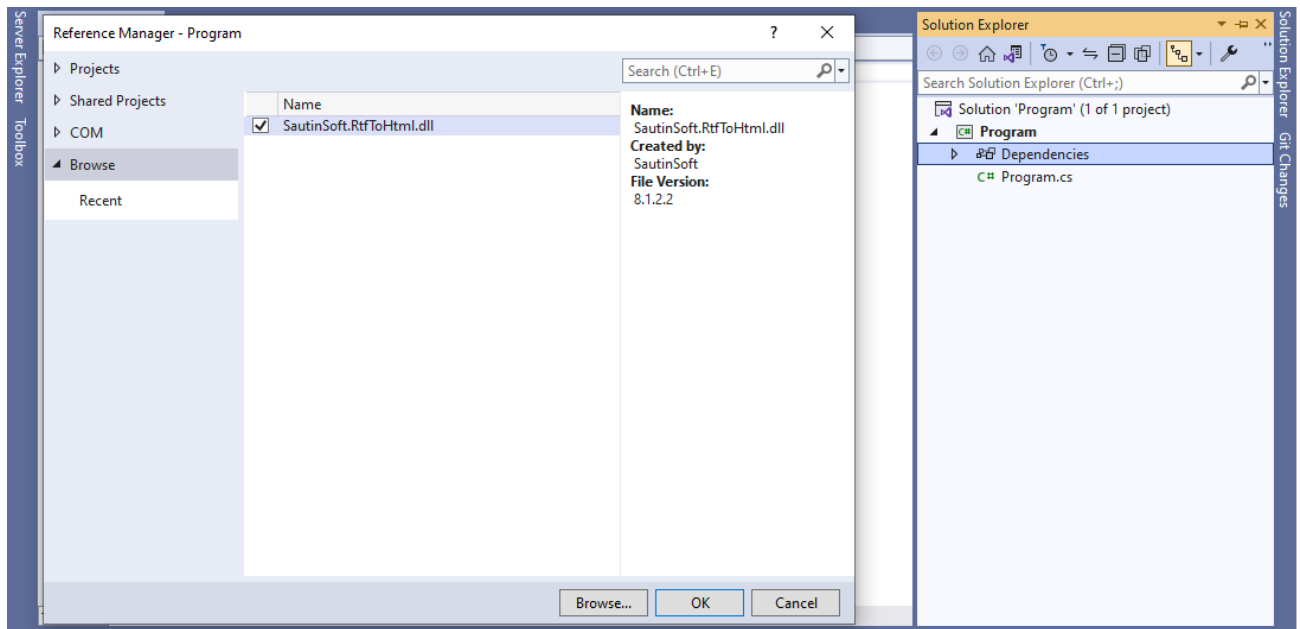 Server Explorer
Toolbox
Reference Manager - Program
?
Projects
Shared Projects
COM
Browse
Recent
Name
SautinSoft.RtfToHtml.dll
Search (Ctrl+E)
Name:
SautinSoft.RtfToHtml.dll
Created by:
SautinSoft
File Version:
8.1.2.2
Browse...
OK
Cancel
Solution Explorer
Search Solution Explorer (Ctrl+;)
Solution 'Program' (1 of 1 project)
C# Program
Dependencies
C# Program.cs
Solution Explorer
Git Changes